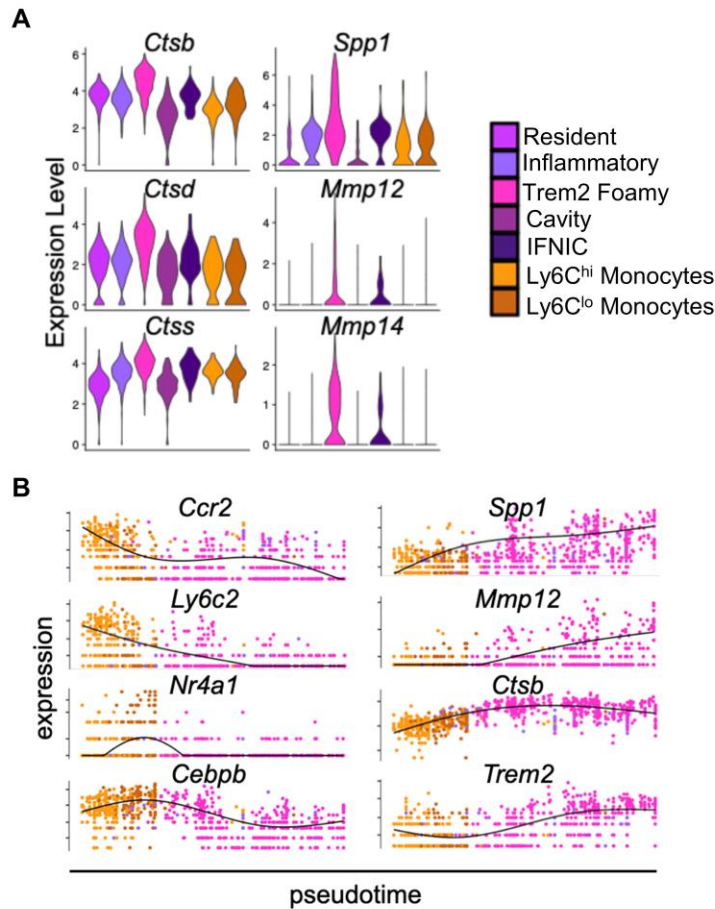 A
Ctsb
Spp1
6
4
2
0
6
4
2
0
Ctsd
Mmp12
4
2
0
4
2
0
Ctss
Mmp14
4
2
0
2
1
0
Expression Level
Resident
Inflammatory
Trem2 Foamy
Cavity
IFNIC
Ly6Chi Monocytes
Ly6Clo Monocytes
B
Ccr2
Spp1
Ly6c2
Mmp12
Nr4a1
Ctsb
Cebpb
Trem2
expression
pseudotime